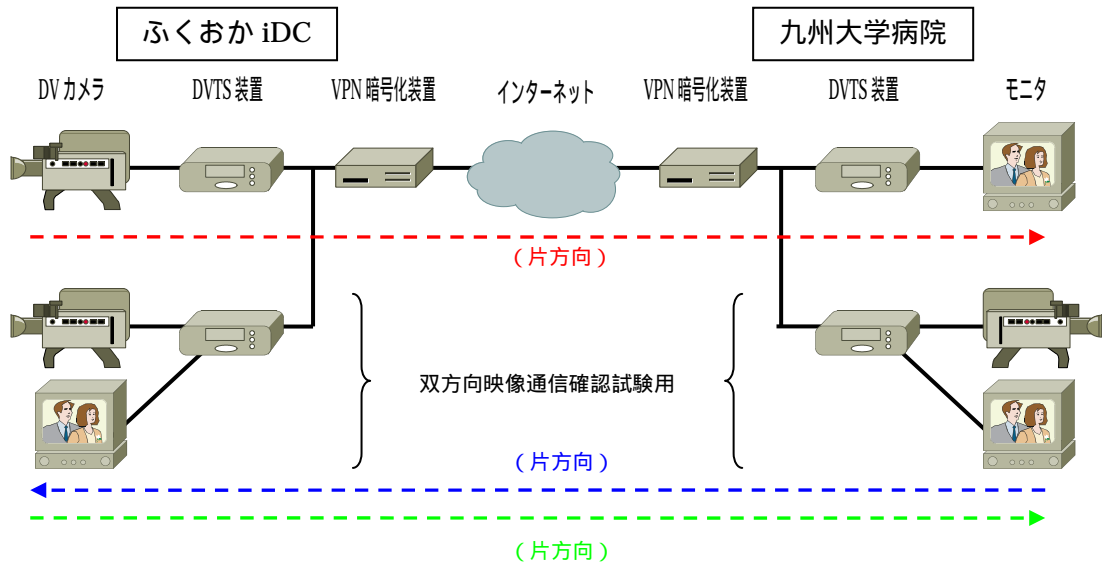 ふくおか iDC
九州大学病院
DV カメラ
DVTS 装置
VPN 暗号化装置
インターネット
VPN 暗号化装置
DVTS 装置
モニタ
(片方向)
双方向映像通信確認試験用
(片方向)
(片方向)